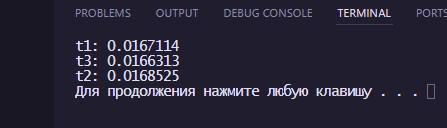 PROBLEMS OUTPUT DEBUG CONSOLE TERMINAL PORTS
t1: 0.0167114
t3: 0.0166313
t2: 0.0168525
Для продолжения нажмите любую клавишу . . .